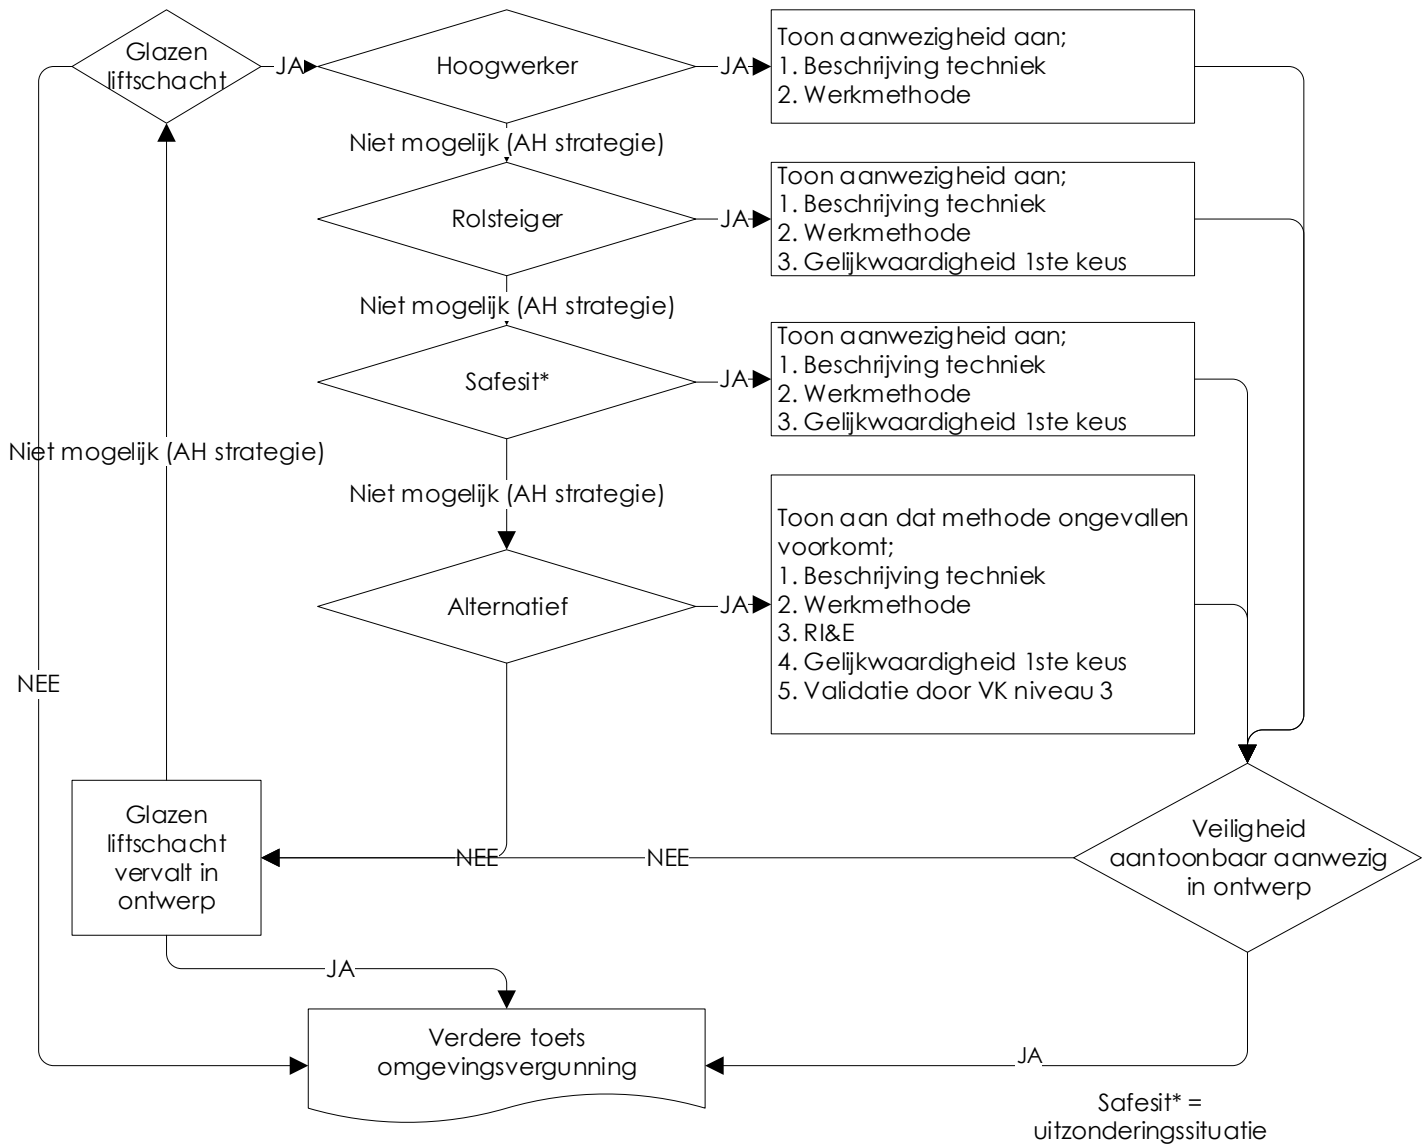 Glazen
liftschacht
JA
Hoogwerker
JA
Toon aanwezigheid aan;
1. Beschrijving techniek
2. Werkmethode
Niet mogelijk (AH strategie)
Rolsteiger
JA
Toon aanwezigheid aan;
1. Beschrijving techniek
2. Werkmethode
3. Gelijkwaardigheid 1ste keus
Niet mogelijk (AH strategie)
Safesit*
JA
Toon aanwezigheid aan;
1. Beschrijving techniek
2. Werkmethode
3. Gelijkwaardigheid 1ste keus
Niet mogelijk (AH strategie)
Niet mogelijk (AH strategie)
Alternatief
JA
Toon aan dat methode ongevallen
voorkomt;
1. Beschrijving techniek
2. Werkmethode
3. RI&E
4. Gelijkwaardigheid 1ste keus
5. Validatie door VK niveau 3
NEE
Glazen
liftschacht
vervalt in
ontwerp
NEE
NEE
Veiligheid
aantoonbaar aanwezig
in ontwerp
JA
Verdere toets
omgevingsvergunning
JA
Safesit* =
uitzonderingssituatie